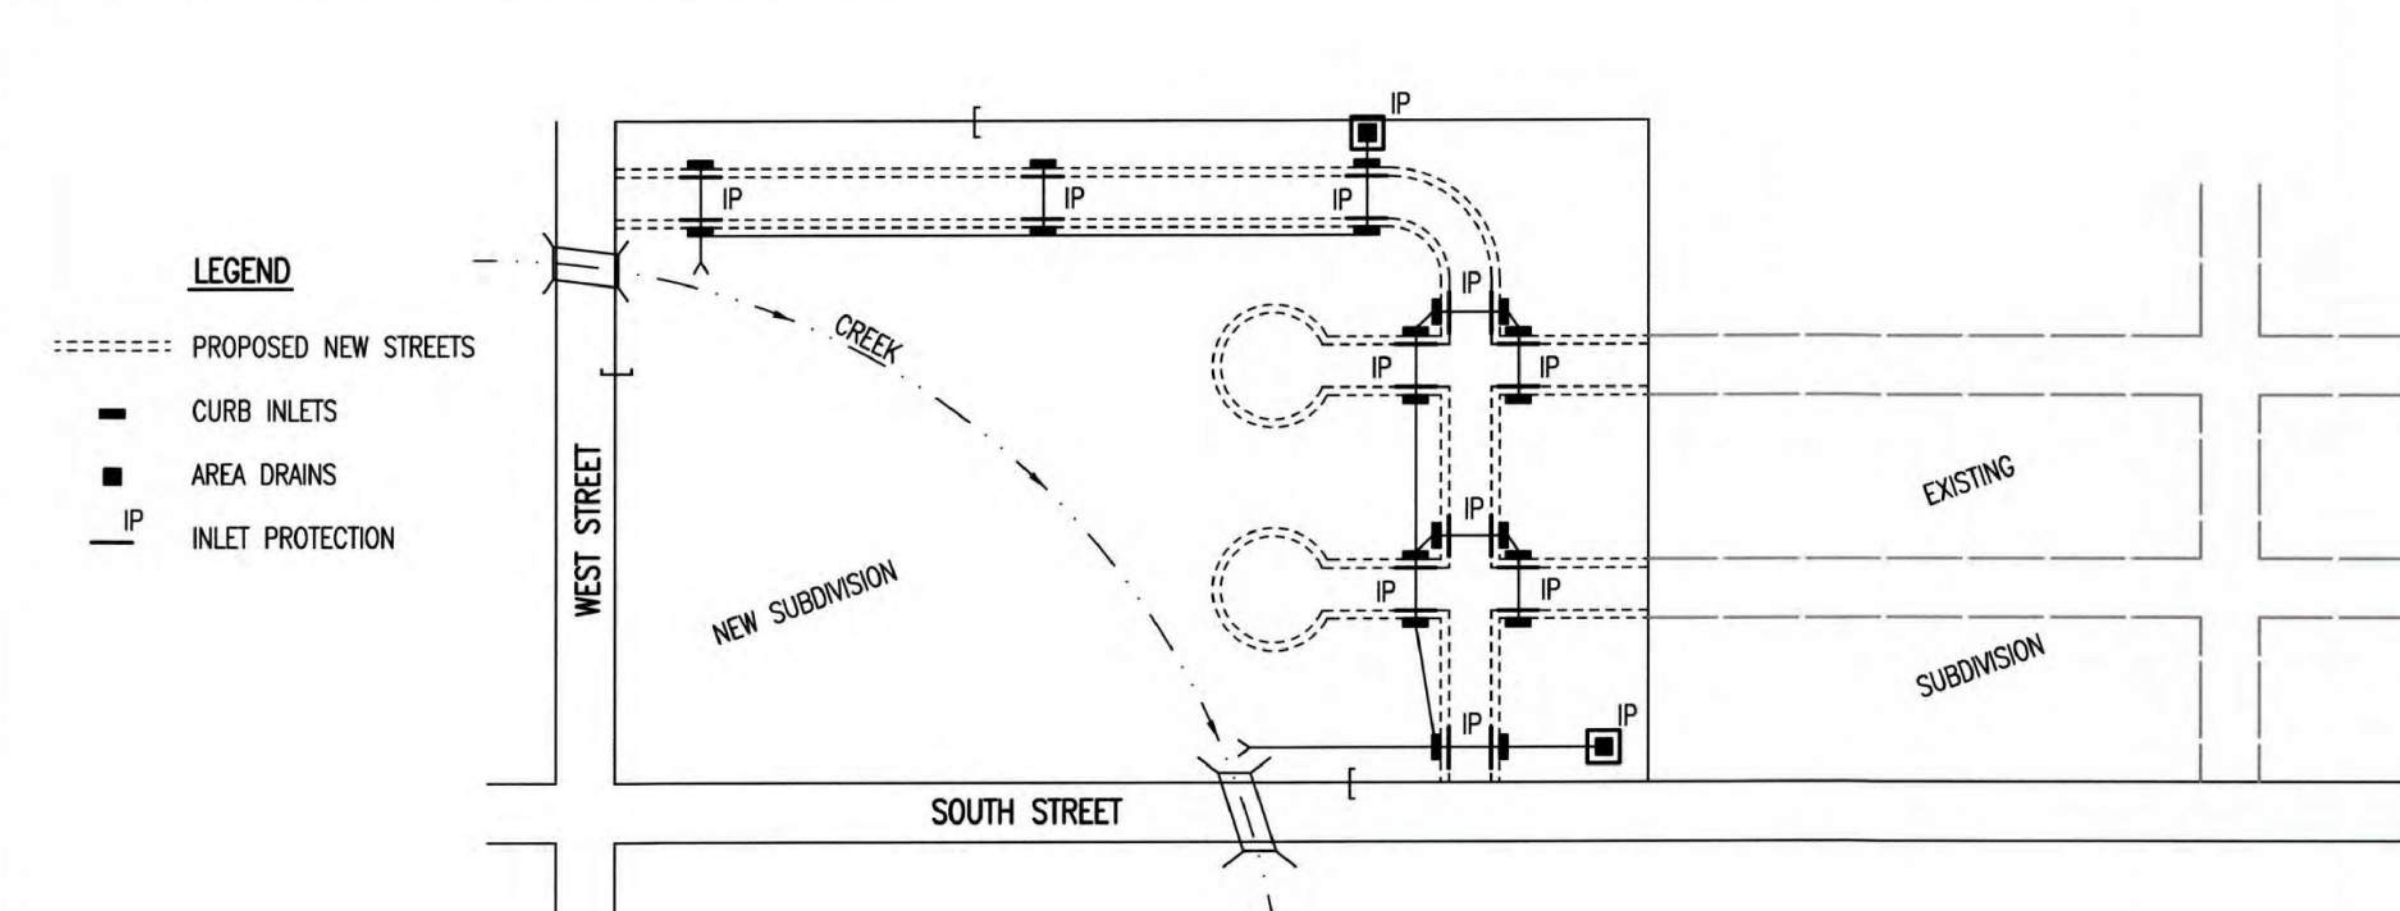 IP
IP
IP
IP
LEGEND
IP
PROPOSED NEW STREETS
CREEK
IP
IP
CURB INLETS
AREA DRAINS
EXISTING
IP
IP
INLET PROTECTION
WEST STREET
NEW SUBDIVISION
IP
IP
SUBDIVISION
IP
IP
SOUTH STREET